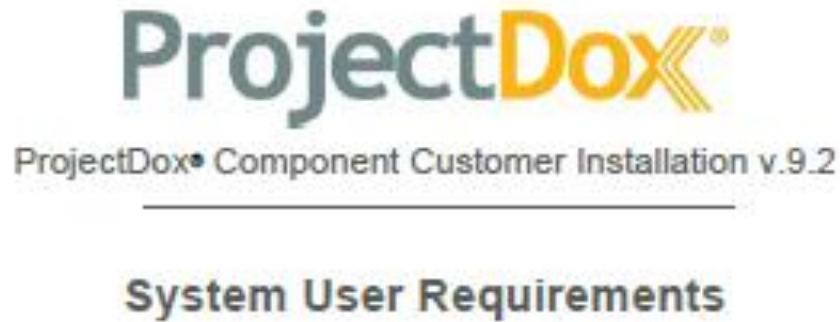 ProjectDox®
ProjectDox® Component Customer Installation v.9.2
System User Requirements